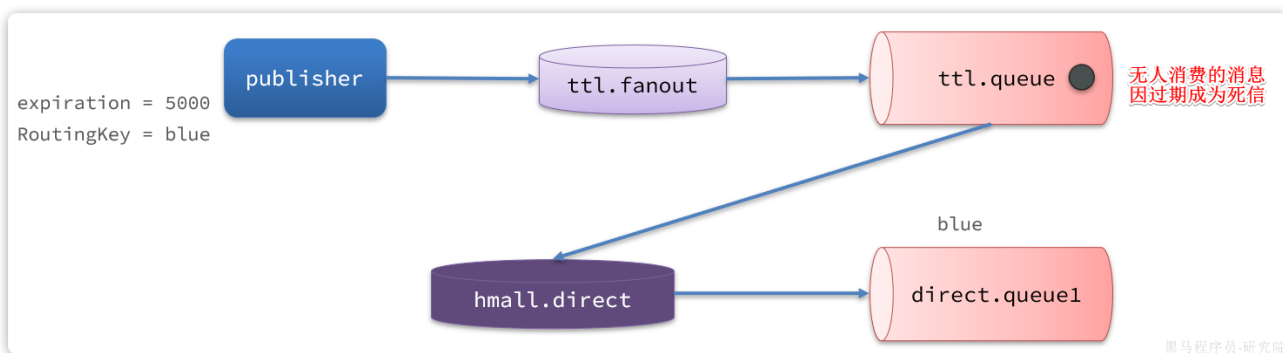 publisher
ttl.fanout
ttl.queue
无人消费的消息
因过期成为死信
expiration = 5000
RoutingKey = blue
blue
hmall.direct
direct.queue1
黑马程序员-研究院